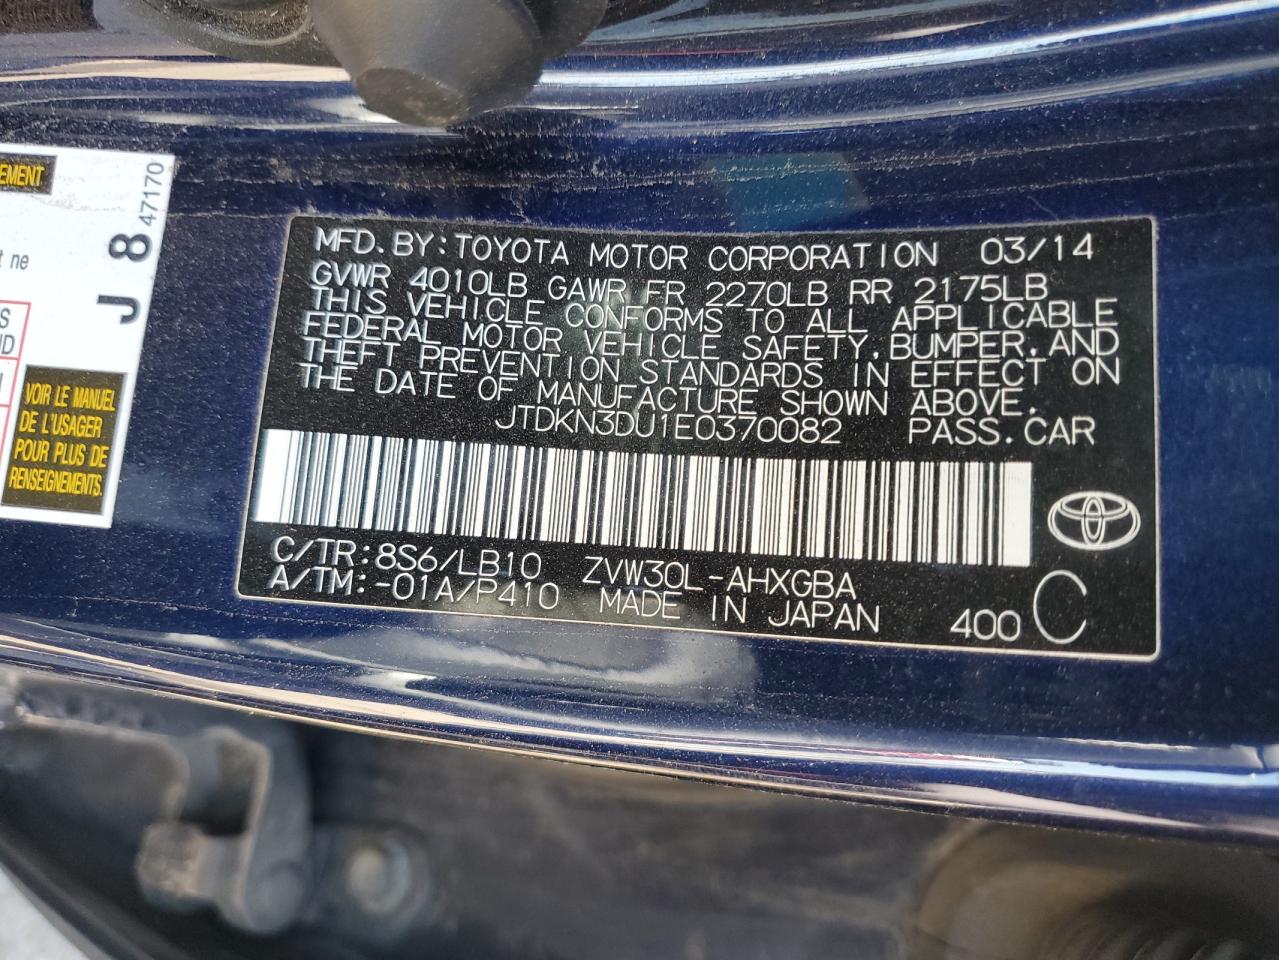 EMENT
t ne
S
ND
J 8
47170
VOIR LE MANUEL
DE L'USAGER
POUR PLUS DE
RENSEIGNEMENTS.
MFD. BY: TOYOTA MOTOR CORPORATION 03/14
GVWR 4010LB GAWR FR 2270LB RR 2175LB
THIS VEHICLE CONFORMS TO ALL APPLICABLE
FEDERAL MOTOR VEHICLE SAFETY, BUMPER, AND
THEFT PREVENTION STANDARDS IN EFFECT ON
THE DATE OF MANUFACTURE SHOWN ABOVE.
JTDKN3DU1E0370082 PASS. CAR
C/TR: 8S6/LB10 ZVW30L-AHXGBA
A/TM: -01A/P410 MADE IN JAPAN 400 C